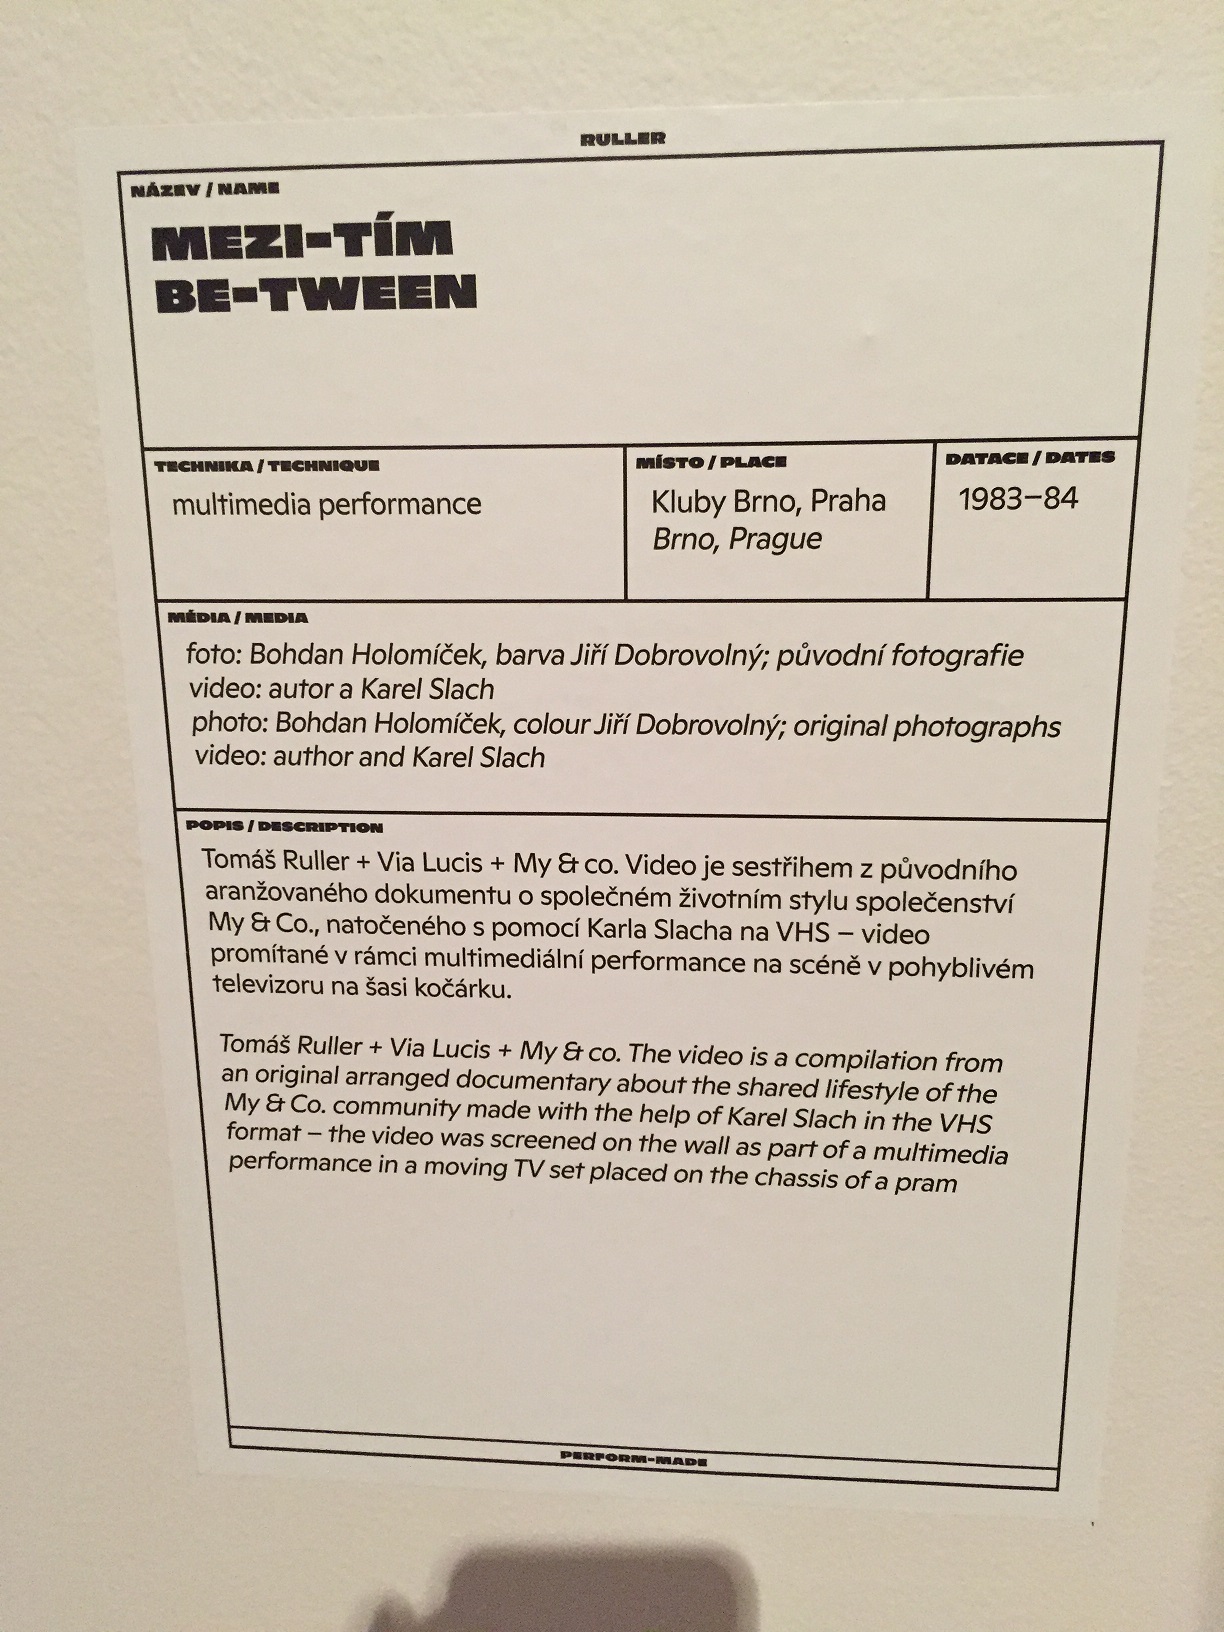 RULLER
NÁZEV / NAME
MEZI-TÍM
BE-TWEEN
TECHNIKA / TECHNIQUE
multimedia performance
MÍSTO / PLACE
Kluby Brno, Praha
Brno, Prague
DATACE / DATES
1983–84
MÉDIA / MEDIA
foto: Bohdan Holomíček, barva Jiří Dobrovolný; původní fotografie
video: autor a Karel Slach
photo: Bohdan Holomíček, colour Jiří Dobrovolný; original photographs
video: author and Karel Slach
POPIS / DESCRIPTION
Tomáš Ruller + Via Lucis + My & co. Video je sestřihem z původního
aranžovaného dokumentu o společném životním stylu společenství
My & Co., natočeného s pomocí Karla Slacha na VHS – video
promítané v rámci multimediální performance na scéně v pohyblivém
televizoru na šasi kočárku.
Tomáš Ruller + Via Lucis + My & co. The video is a compilation from
an original arranged documentary about the shared lifestyle of the
My & Co. community made with the help of Karel Slach in the VHS
format – the video was screened on the wall as part of a multimedia
performance in a moving TV set placed on the chassis of a pram
PERFORM-MADE